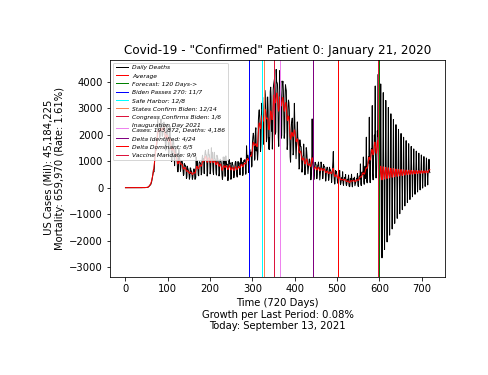 Covid-19 - "Confirmed" Patient 0: January 21, 2020
US Cases (Mil): 45,184,225
Mortality: 659,970 (Rate: 1.61%)
4000
3000
2000
1000
0
−1000
−2000
−3000
Daily Deaths
Average
Forecast: 120 Days->
Biden Passes 270: 11/7
Safe Harbor: 12/8
States Confirm Biden: 12/14
Congress Confirms Biden: 1/6
Inauguration Day 2021
Cases: 193,872, Deaths: 4,186
Delta Identified: 4/24
Delta Dominant: 6/5
Vaccine Mandate: 9/9
0 100 200 300 400 500 600 700
Time (720 Days)
Growth per Last Period: 0.08%
Today: September 13, 2021